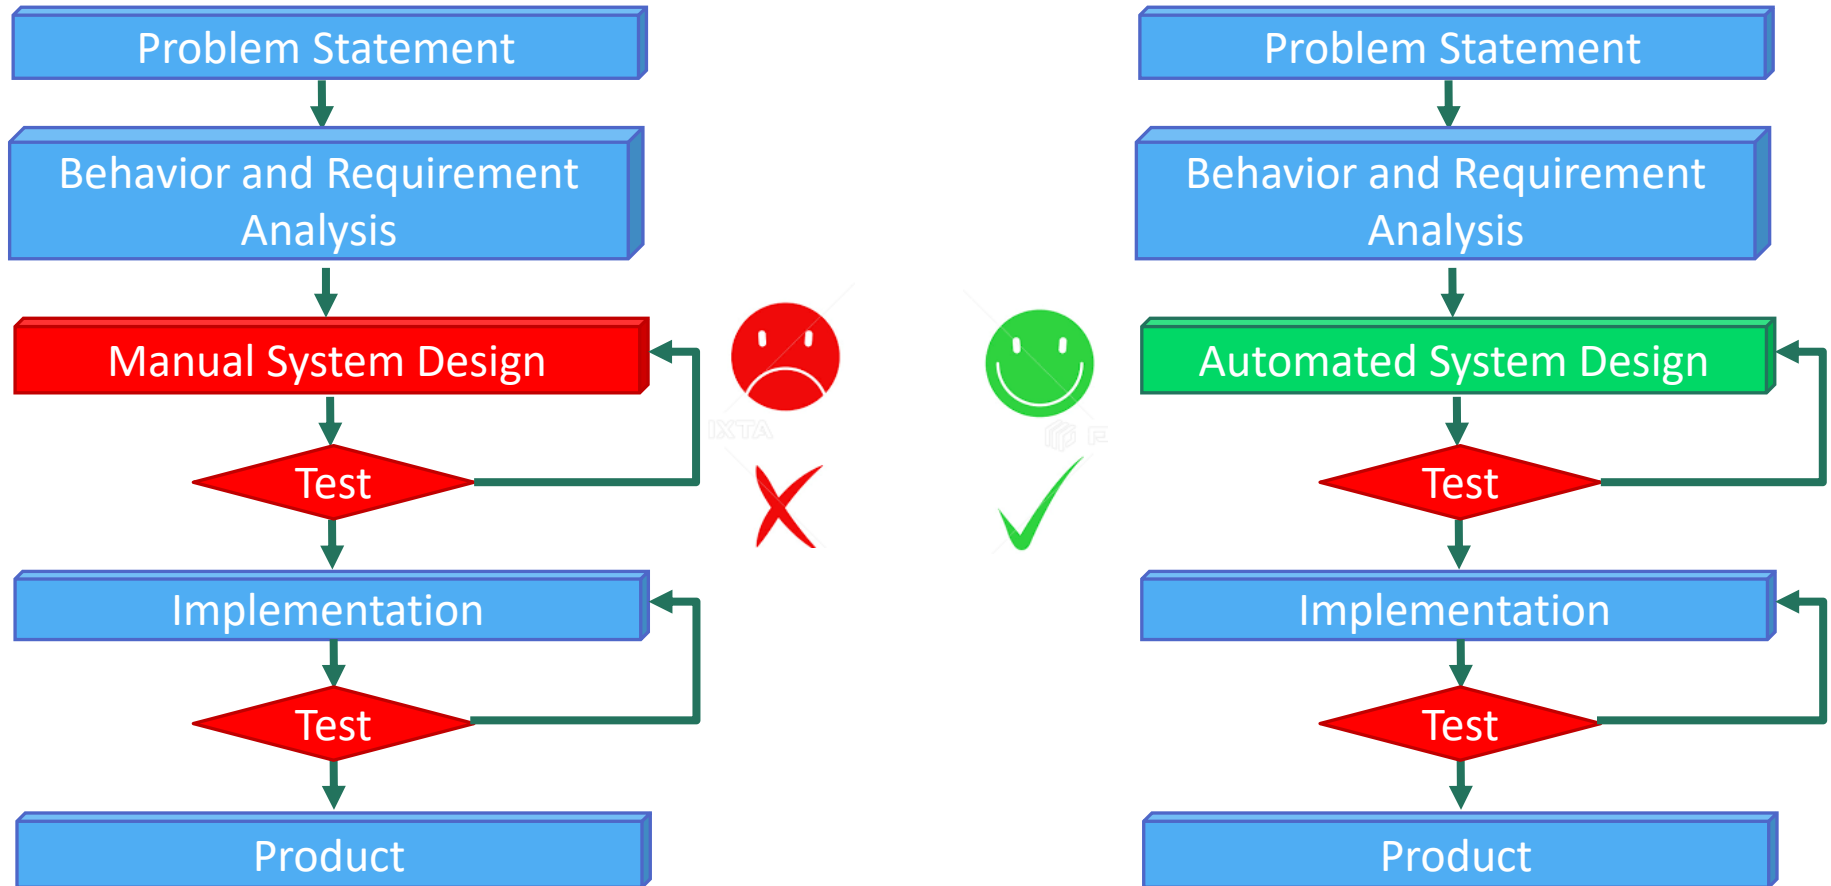 Problem Statement
Behavior and Requirement
Analysis
Manual System Design
Test
Implementation
Test
Product
IXTA
Problem Statement
Behavior and Requirement
Analysis
Automated System Design
Test
Implementation
Test
Product